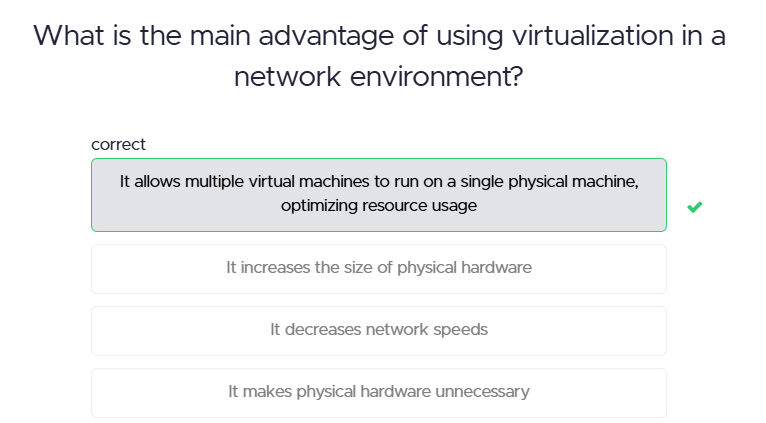 What is the main advantage of using virtualization in a
network environment?
correct
It allows multiple virtual machines to run on a single physical machine,
optimizing resource usage
It increases the size of physical hardware
It decreases network speeds
It makes physical hardware unnecessary